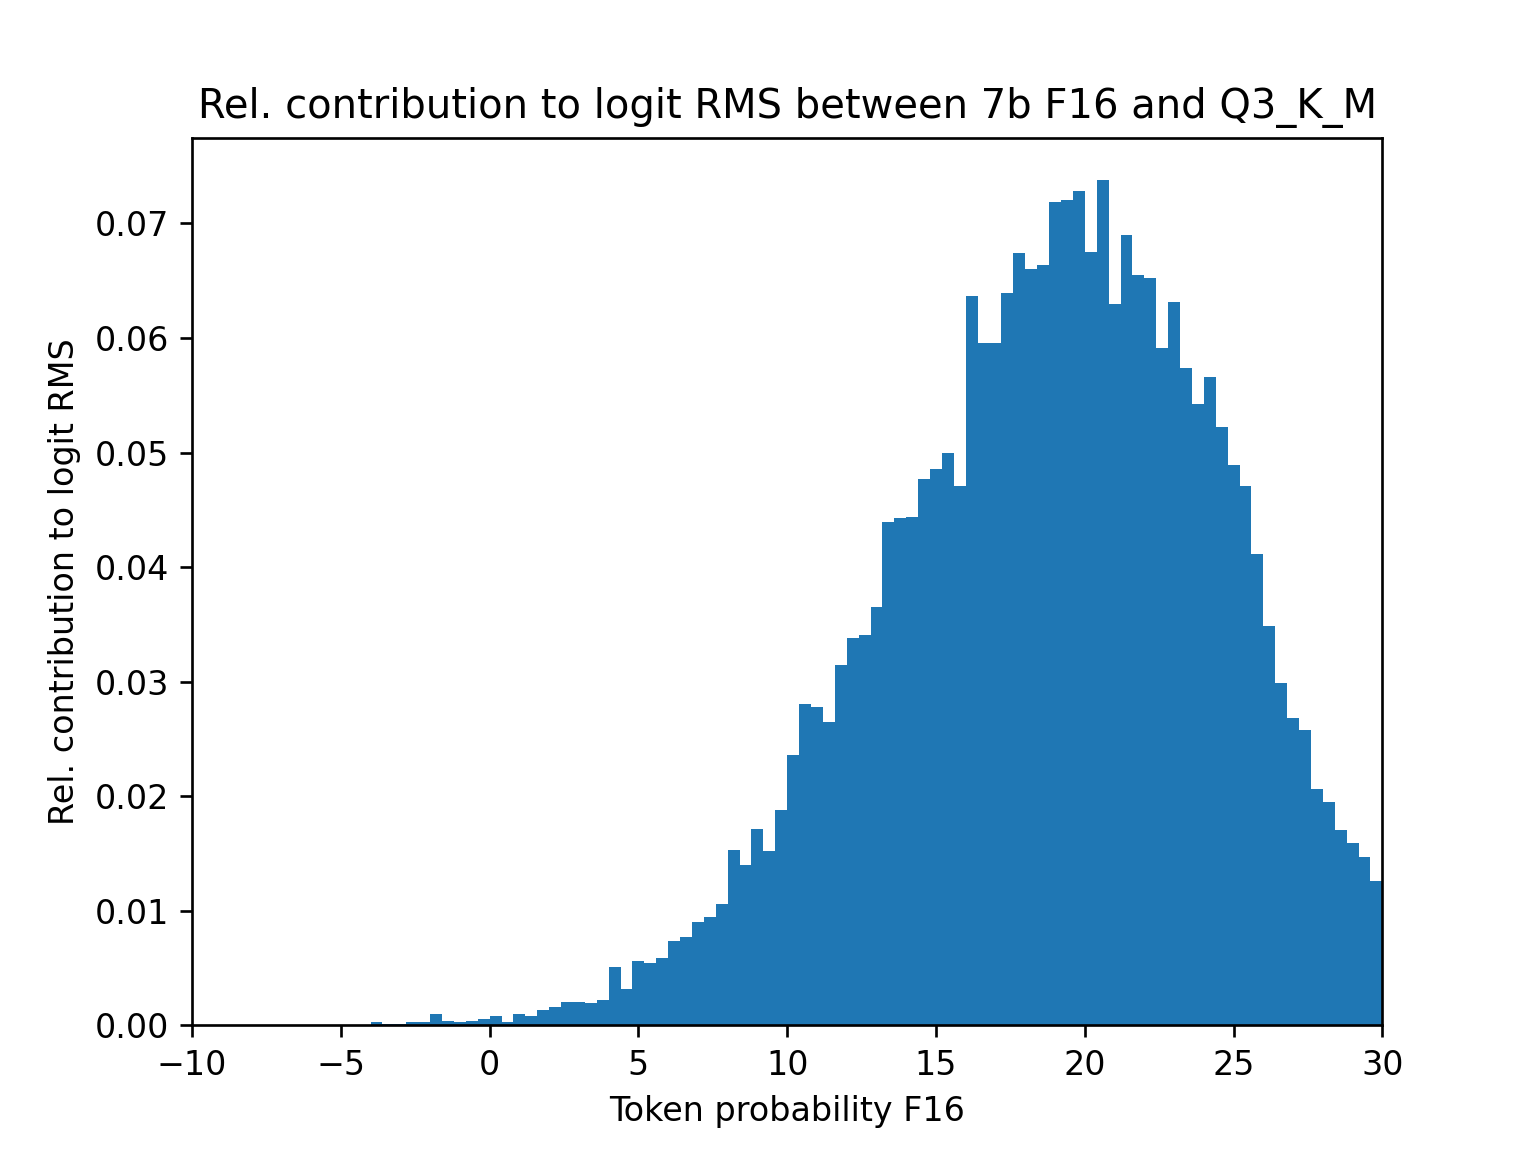 Rel. contribution to logit RMS between 7b F16 and Q3_K_M
Rel. contribution to logit RMS
0.07
0.06
0.05
0.04
0.03
0.02
0.01
0.00
−10 −5 0 5 10 15 20 25 30
Token probability F16